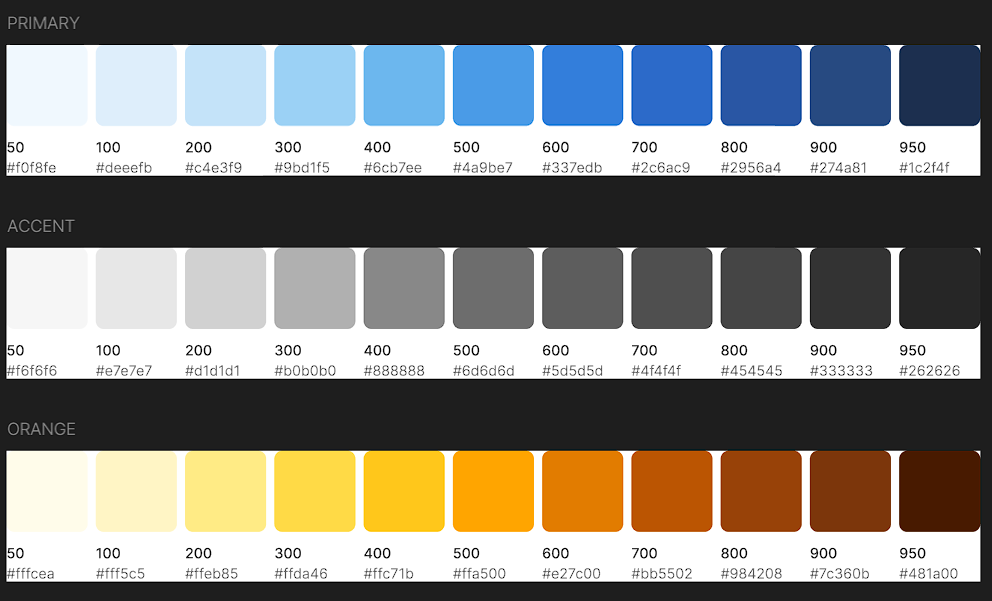 PRIMARY
50 100 200 300 400 500 600 700 800 900 950
#f0f8fe #deeefb #c4e3f9 #9bd1f5 #6cb7ee #4a9be7 #337edb #2c6ac9 #2956a4 #274a81 #1c2f4f
ACCENT
50 100 200 300 400 500 600 700 800 900 950
#f6f6f6 #e7e7e7 #d1d1d1 #b0b0b0 #888888 #6d6d6d #5d5d5d #4f4f4f #454545 #333333 #262626
ORANGE
50 100 200 300 400 500 600 700 800 900 950
#fffcea #fff5c5 #ffeb85 #ffda46 #ffc71b #ffa500 #e27c00 #bb5502 #984208 #7c360b #481a00